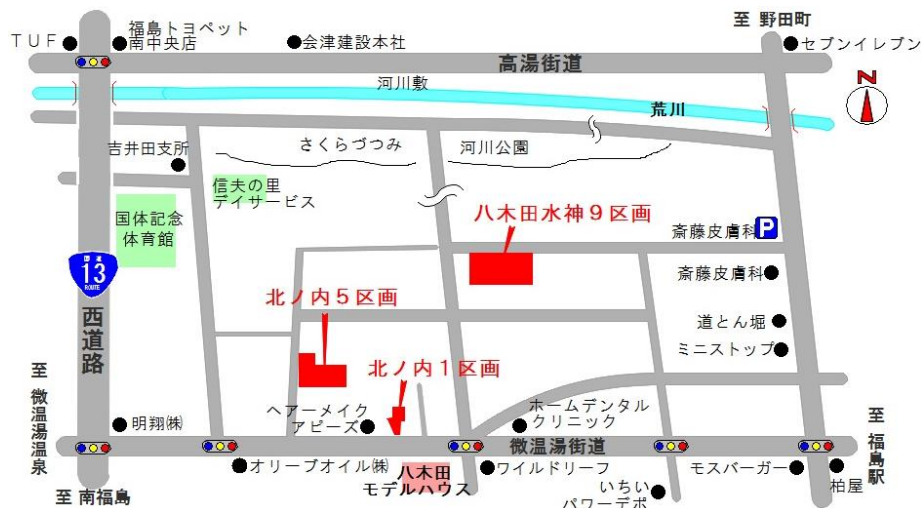 至 野田町
福島トヨペット
南中央店
ＴＵＦ
会津建設本社
セブンイレブン
高湯街道
河川敷
荒川
N
吉井田支所
さくらづつみ
河川公園
信夫の里
デイサービス
国体記念
体育館
八木田水神９区画
斎藤皮膚科
P
国道
13
ROUTE
西道路
斎藤皮膚科
北ノ内５区画
道とん堀
ミニストップ
北ノ内１区画
至 微温湯温泉
明翔㈱
ヘアーメイク
アビーズ
ホームデンタル
クリニック
微温湯街道
至 福島駅
オリーブオイル㈱
八木田
モデルハウス
ワイルドリーフ
モスバーガー
柏屋
いちい
パワーデポ
至 南福島